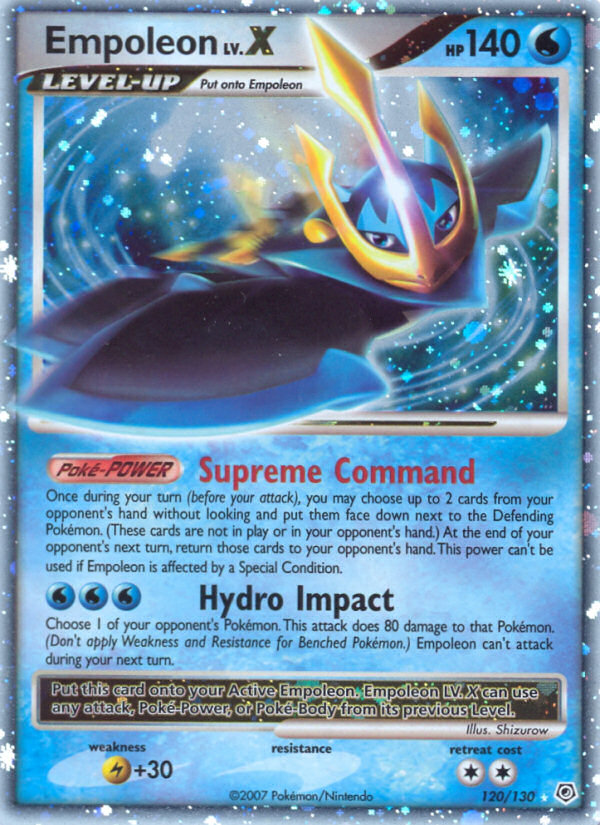 Empoleon LV.X HP 140
LEVEL-UP Put onto Empoleon
Poké-POWER Supreme Command
Once during your turn (before your attack), you may choose up to 2 cards from your
opponent's hand without looking and put them face down next to the Defending
Pokémon. (These cards are not in play or in your opponent's hand.) At the end of your
opponent's next turn, return those cards to your opponent's hand. This power can't be
used if Empoleon is affected by a Special Condition.
Hydro Impact
Choose 1 of your opponent's Pokémon. This attack does 80 damage to that Pokémon.
(Don't apply Weakness and Resistance for Benched Pokémon.) Empoleon can't attack
during your next turn.
Put this card onto your Active Empoleon. Empoleon LV.X can use
any attack, Poké-Power, or Poké-Body from its previous Level.
Illus. Shizurow
weakness resistance retreat cost
+30
©2007 Pokémon/Nintendo 120/130